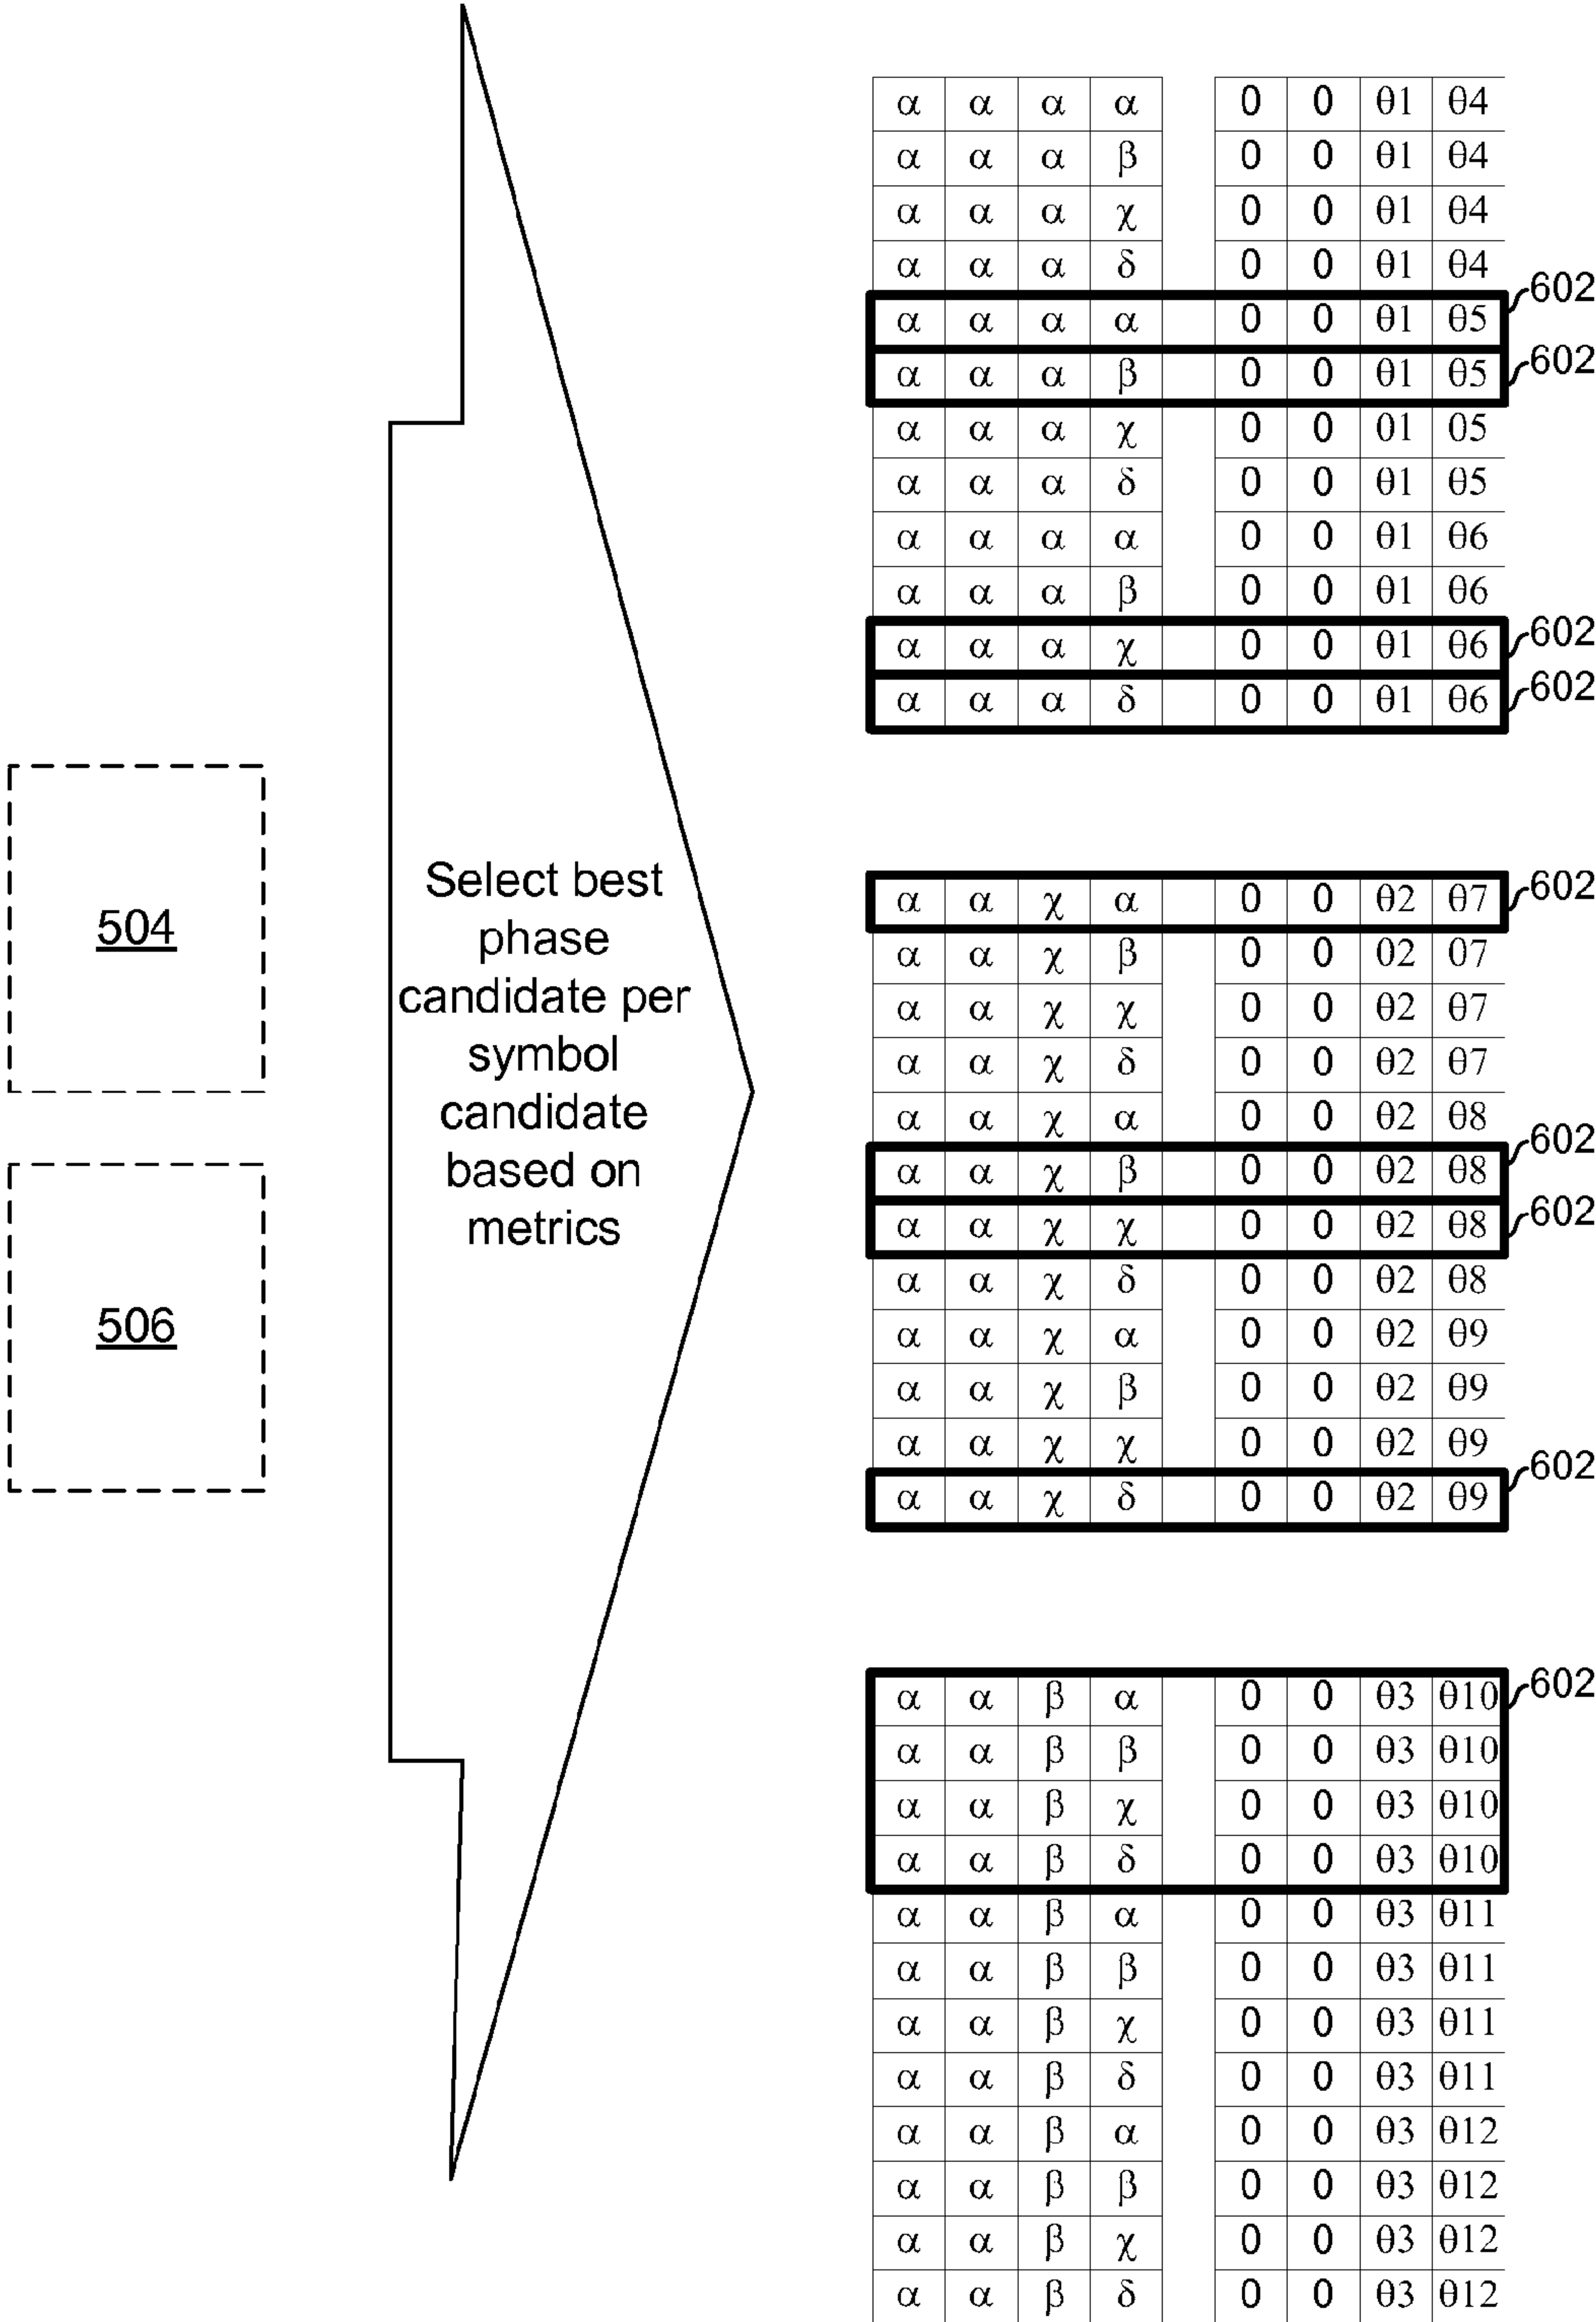 504
506
Select best
phase
candidate per
symbol
candidate
based on
metrics
α α α α 0 0 θ1 θ4
α α α β 0 0 θ1 θ4
α α α χ 0 0 θ1 θ4
α α α δ 0 0 θ1 θ4
α α α α 0 0 θ1 θ5 602
α α α β 0 0 θ1 θ5 602
α α α χ 0 0 θ1 θ5
α α α δ 0 0 θ1 θ5
α α α α 0 0 θ1 θ6
α α α β 0 0 θ1 θ6
α α α χ 0 0 θ1 θ6 602
α α α δ 0 0 θ1 θ6 602
α α χ α 0 0 θ2 θ7 602
α α χ β 0 0 θ2 θ7
α α χ χ 0 0 θ2 θ7
α α χ δ 0 0 θ2 θ7
α α χ α 0 0 θ2 θ8
α α χ β 0 0 θ2 θ8 602
α α χ χ 0 0 θ2 θ8 602
α α χ δ 0 0 θ2 θ8
α α χ α 0 0 θ2 θ9
α α χ β 0 0 θ2 θ9
α α χ χ 0 0 θ2 θ9
α α χ δ 0 0 θ2 θ9 602
α α β α 0 0 θ3 θ10 602
α α β β 0 0 θ3 θ10
α α β χ 0 0 θ3 θ10
α α β δ 0 0 θ3 θ10
α α β α 0 0 θ3 θ11
α α β β 0 0 θ3 θ11
α α β χ 0 0 θ3 θ11
α α β δ 0 0 θ3 θ11
α α β α 0 0 θ3 θ12
α α β β 0 0 θ3 θ12
α α β χ 0 0 θ3 θ12
α α β δ 0 0 θ3 θ12